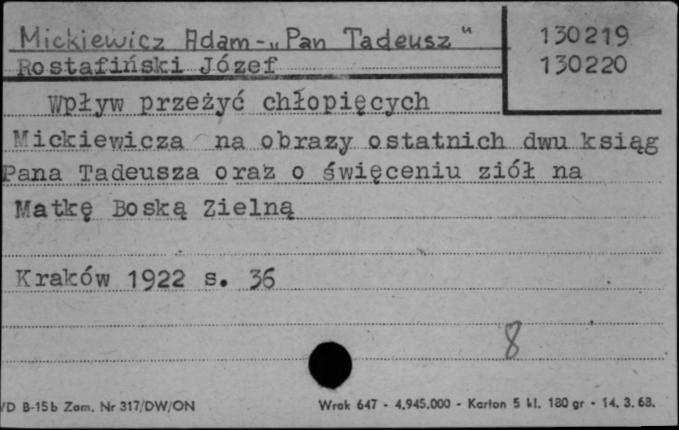 Mickiewicz Adam - „Pan Tadeusz"
130219
Rostafiński Józef
130220
Wpływ przeżyć chłopięcych
Mickiewicza na obrazy ostatnich dwu ksiąg
Pana Tadeusza oraz o święceniu ziół na
Matkę Boską Zielną
Kraków 1922 s. 36
8
/D B-15b Zam. Nr 317/DW/ON
Wrok 647 - 4.945.000 - Karton 5 kl. 180 gr - 14. 3. 68.